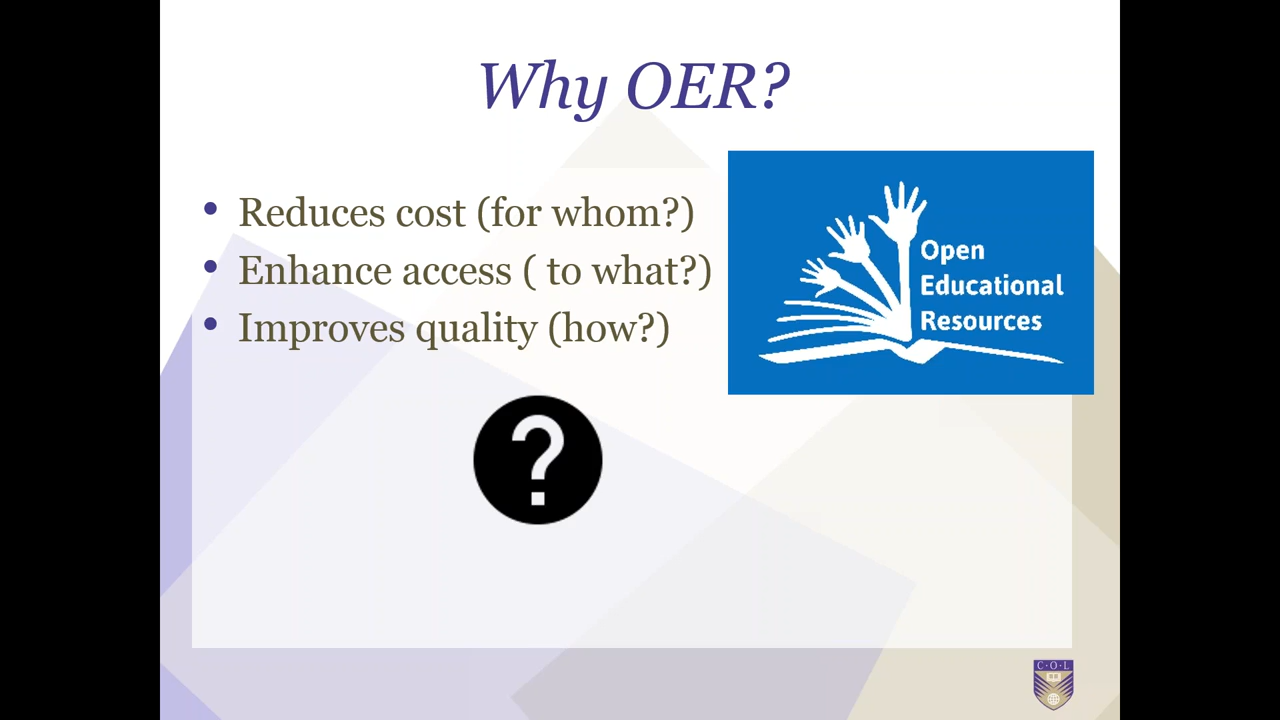 Why OER?
• Reduces cost (for whom?)
• Enhance access ( to what?)
• Improves quality (how?)
Open
Educational
Resources
?
C·O·L